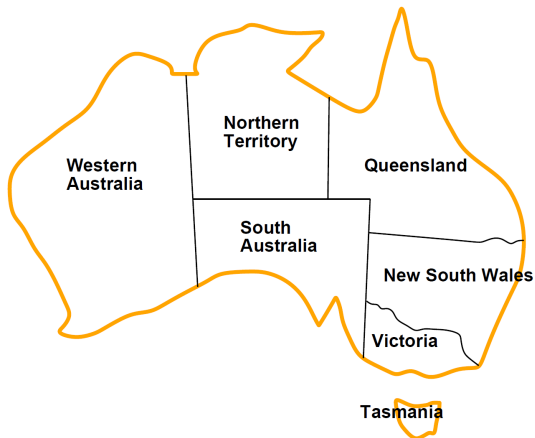 Northern
Territory
Western
Australia
Queensland
South
Australia
New South Wales
Victoria
Tasmania